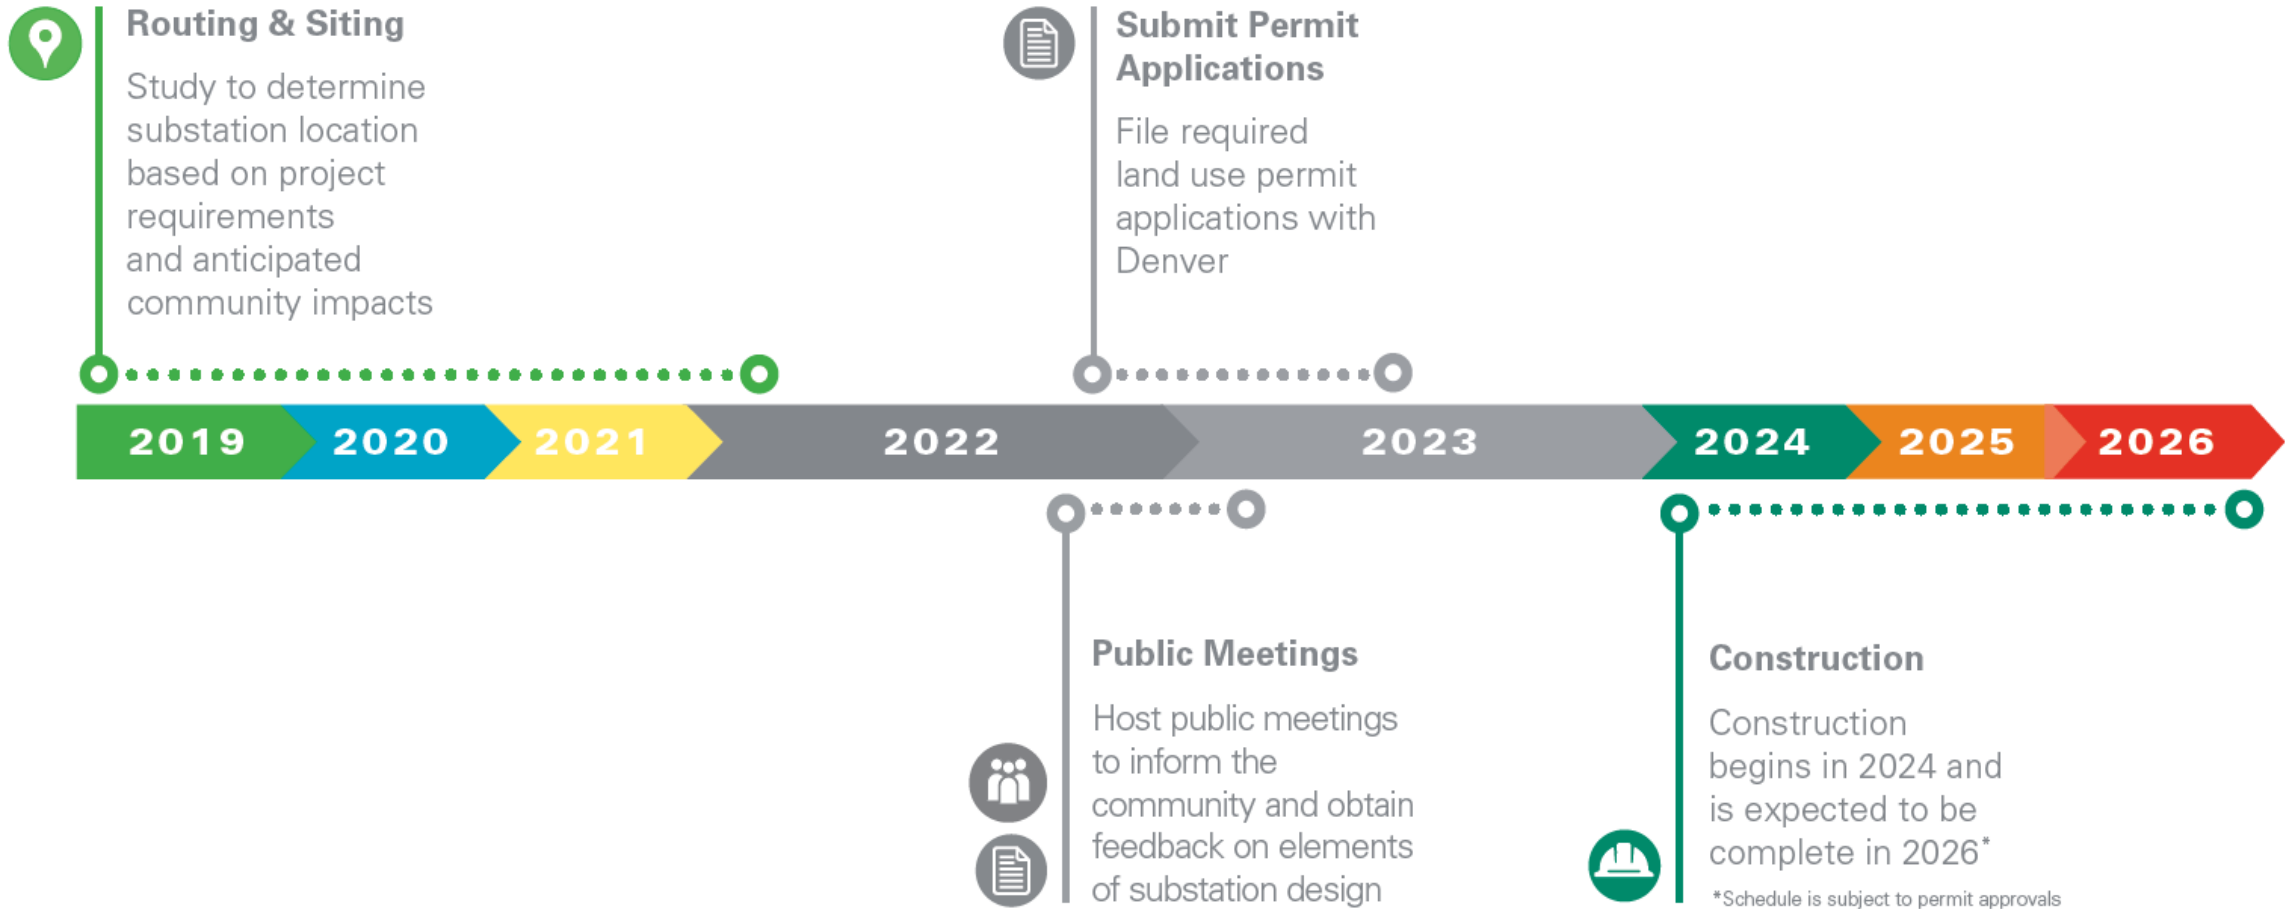 Routing & Siting
Study to determine
substation location
based on project
requirements
and anticipated
community impacts
Submit Permit
Applications
File required
land use permit
applications with
Denver
2019
2020
2021
2022
2023
2024
2025
2026
Public Meetings
Host public meetings
to inform the
community and obtain
feedback on elements
of substation design
Construction
Construction
begins in 2024 and
is expected to be
complete in 2026*
*Schedule is subject to permit approvals